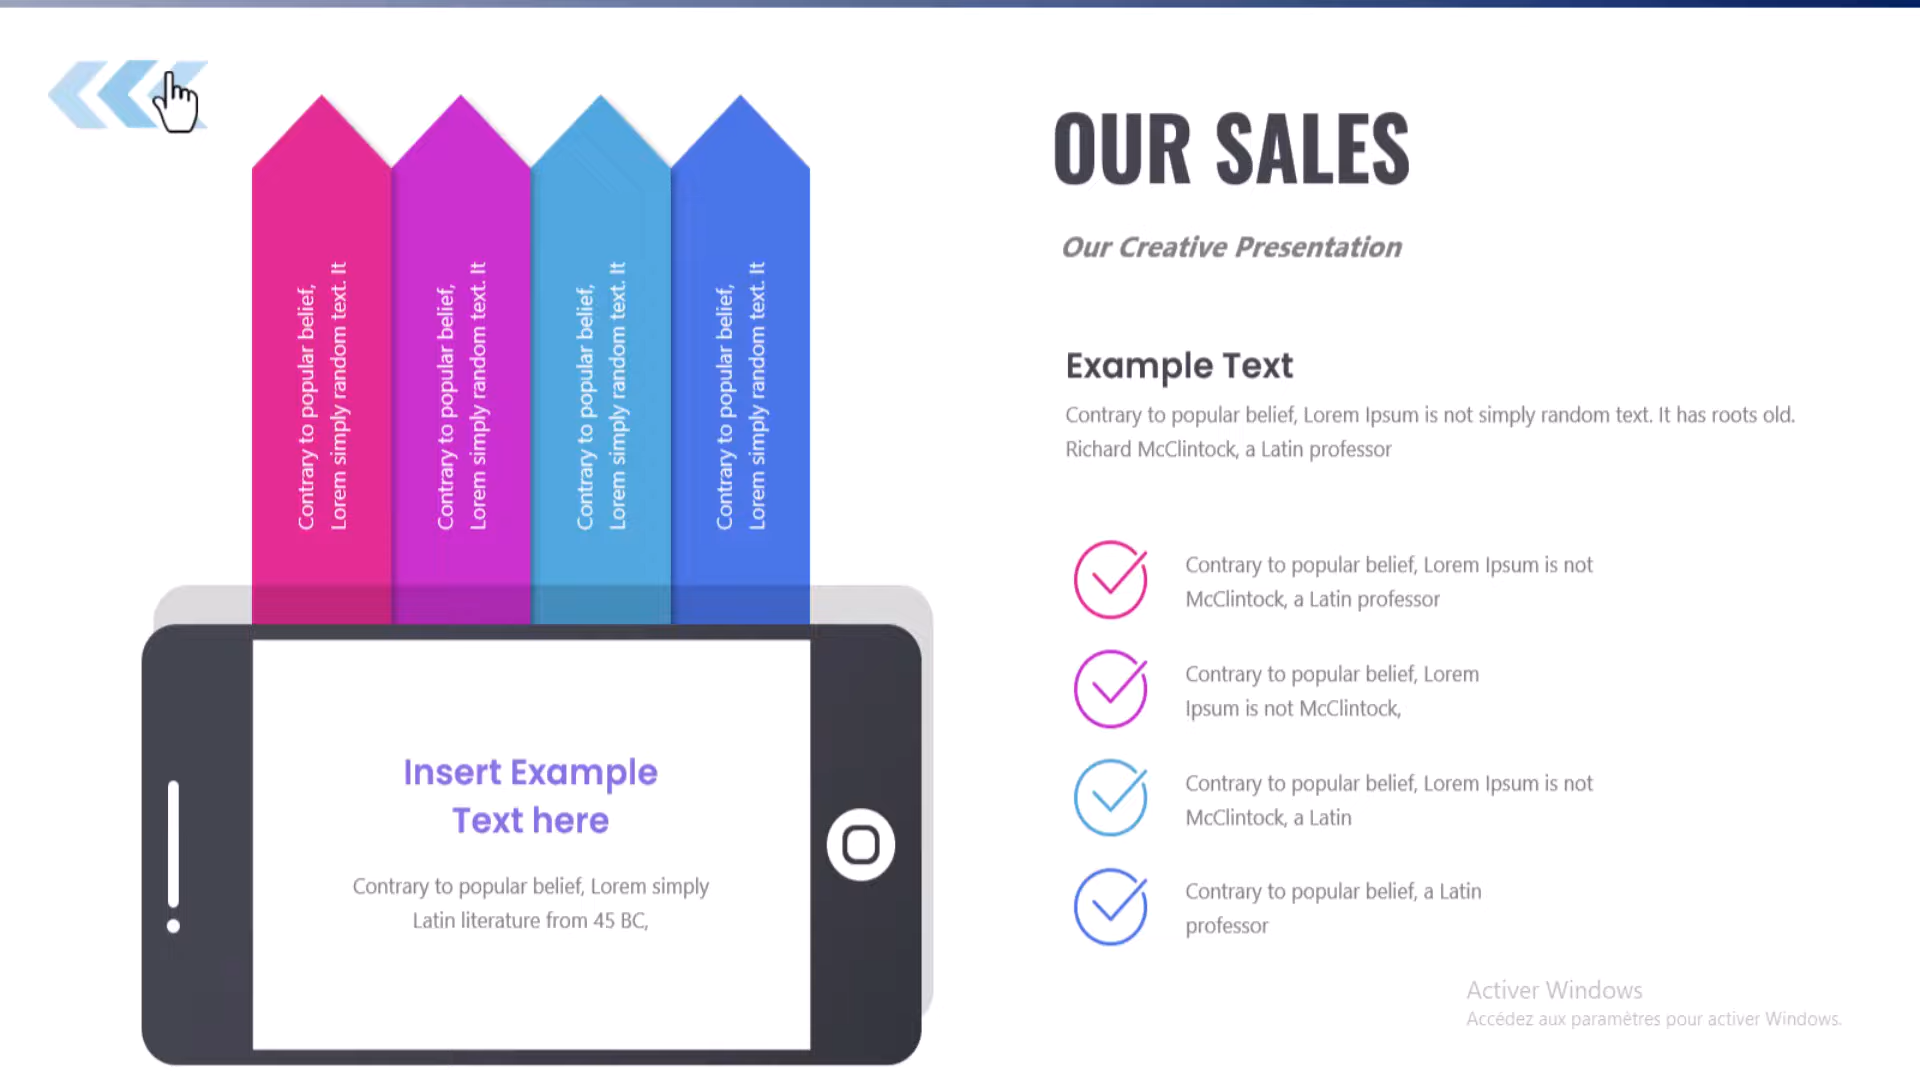 OUR SALES
Our Creative Presentation
Example Text
Contrary to popular belief, Lorem Ipsum is not simply random text. It has roots old.
Richard McClintock, a Latin professor
Contrary to popular belief, Lorem Ipsum is not
McClintock, a Latin professor
Contrary to popular belief, Lorem
Ipsum is not McClintock,
Contrary to popular belief, Lorem Ipsum is not
McClintock, a Latin
Contrary to popular belief, a Latin
professor
Contrary to popular belief,
Lorem simply random text. It
Contrary to popular belief,
Lorem simply random text. It
Contrary to popular belief,
Lorem simply random text. It
Contrary to popular belief,
Lorem simply random text. It
Insert Example
Text here
Contrary to popular belief, Lorem simply
Latin literature from 45 BC,
Activer Windows
Accédez aux paramètres pour activer Windows.